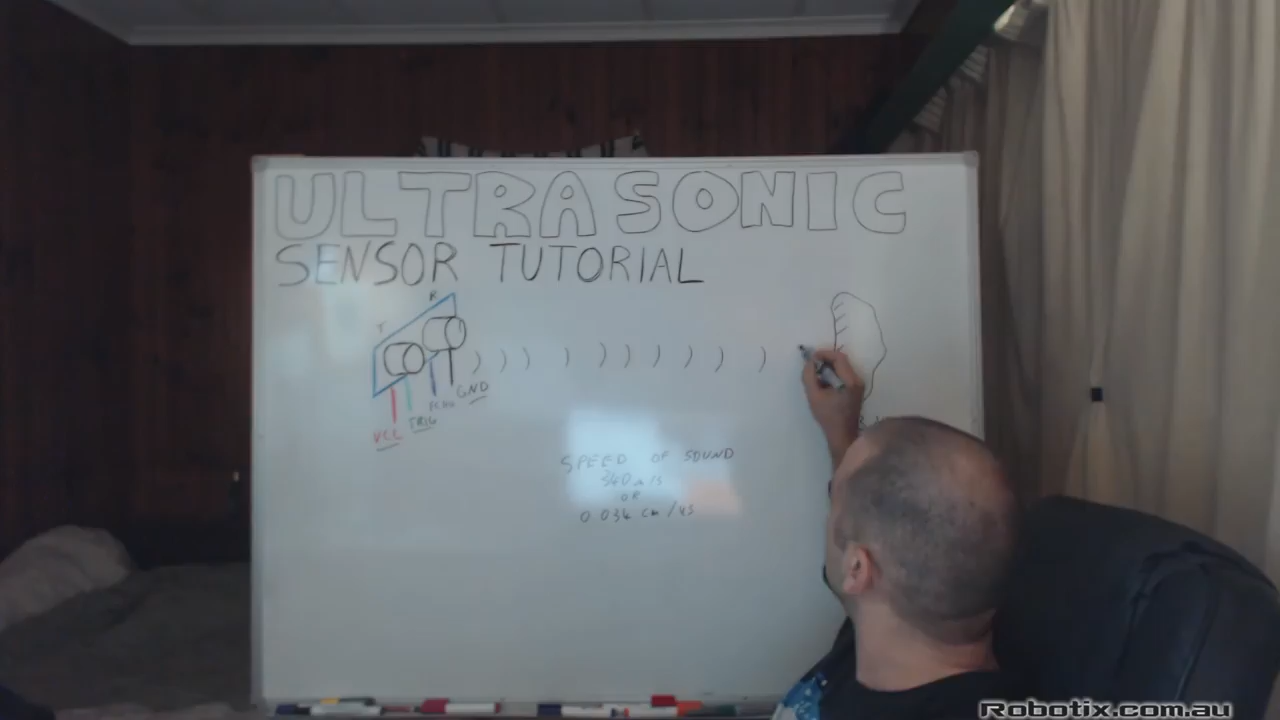 ULTRASONIC
SENSOR TUTORIAL
R
T
GND
ECHO
TRIG
VCC
SPEED OF SOUND
340 m/s
OR
0.034 cm/us
Robotix.com.au